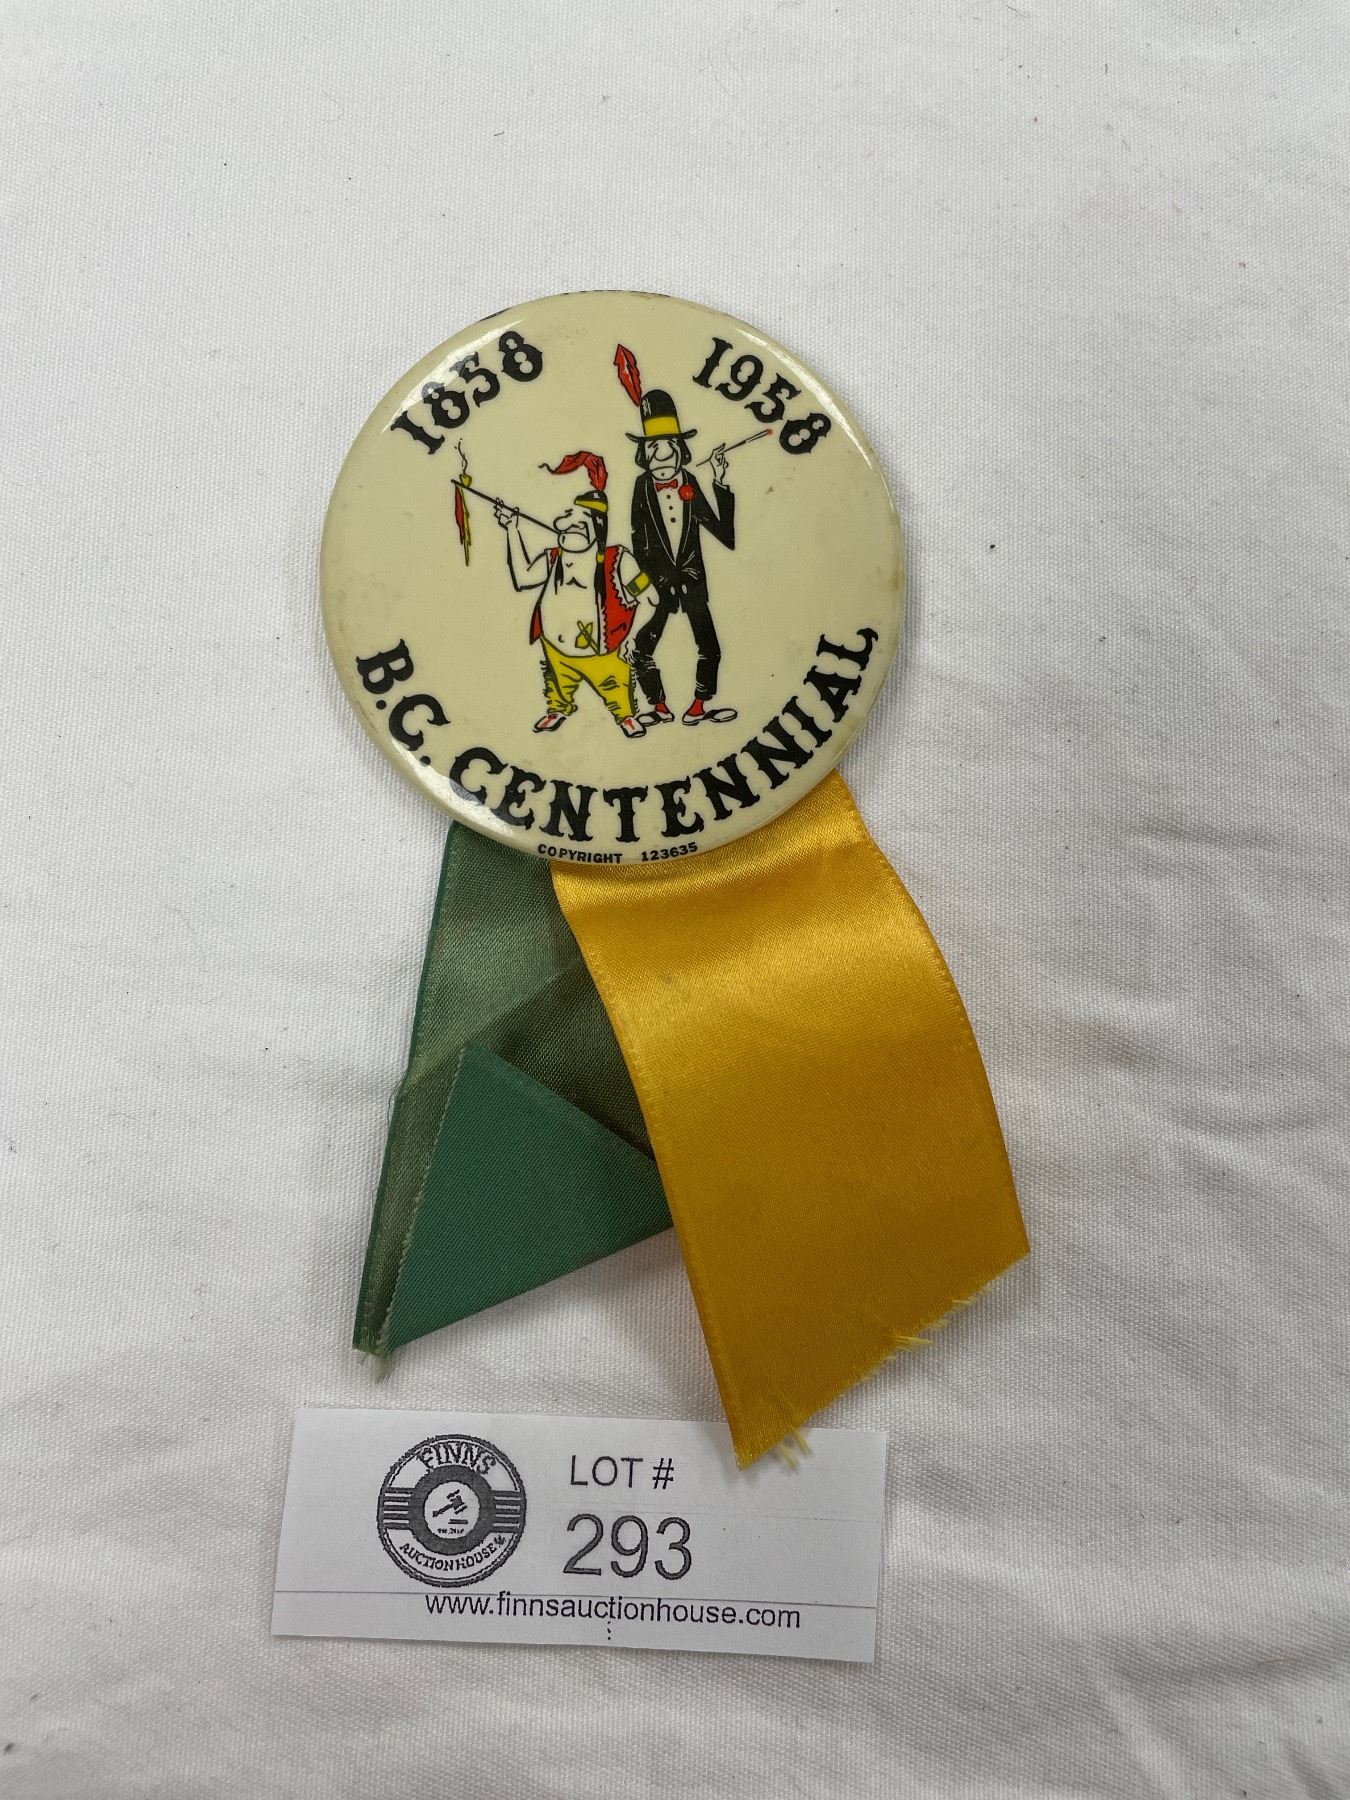 1858 1958
B.C. CENTENNIAL
COPYRIGHT 123635
FINNS
AUCTION HOUSE
LOT #
293
www.finnsauctionhouse.com